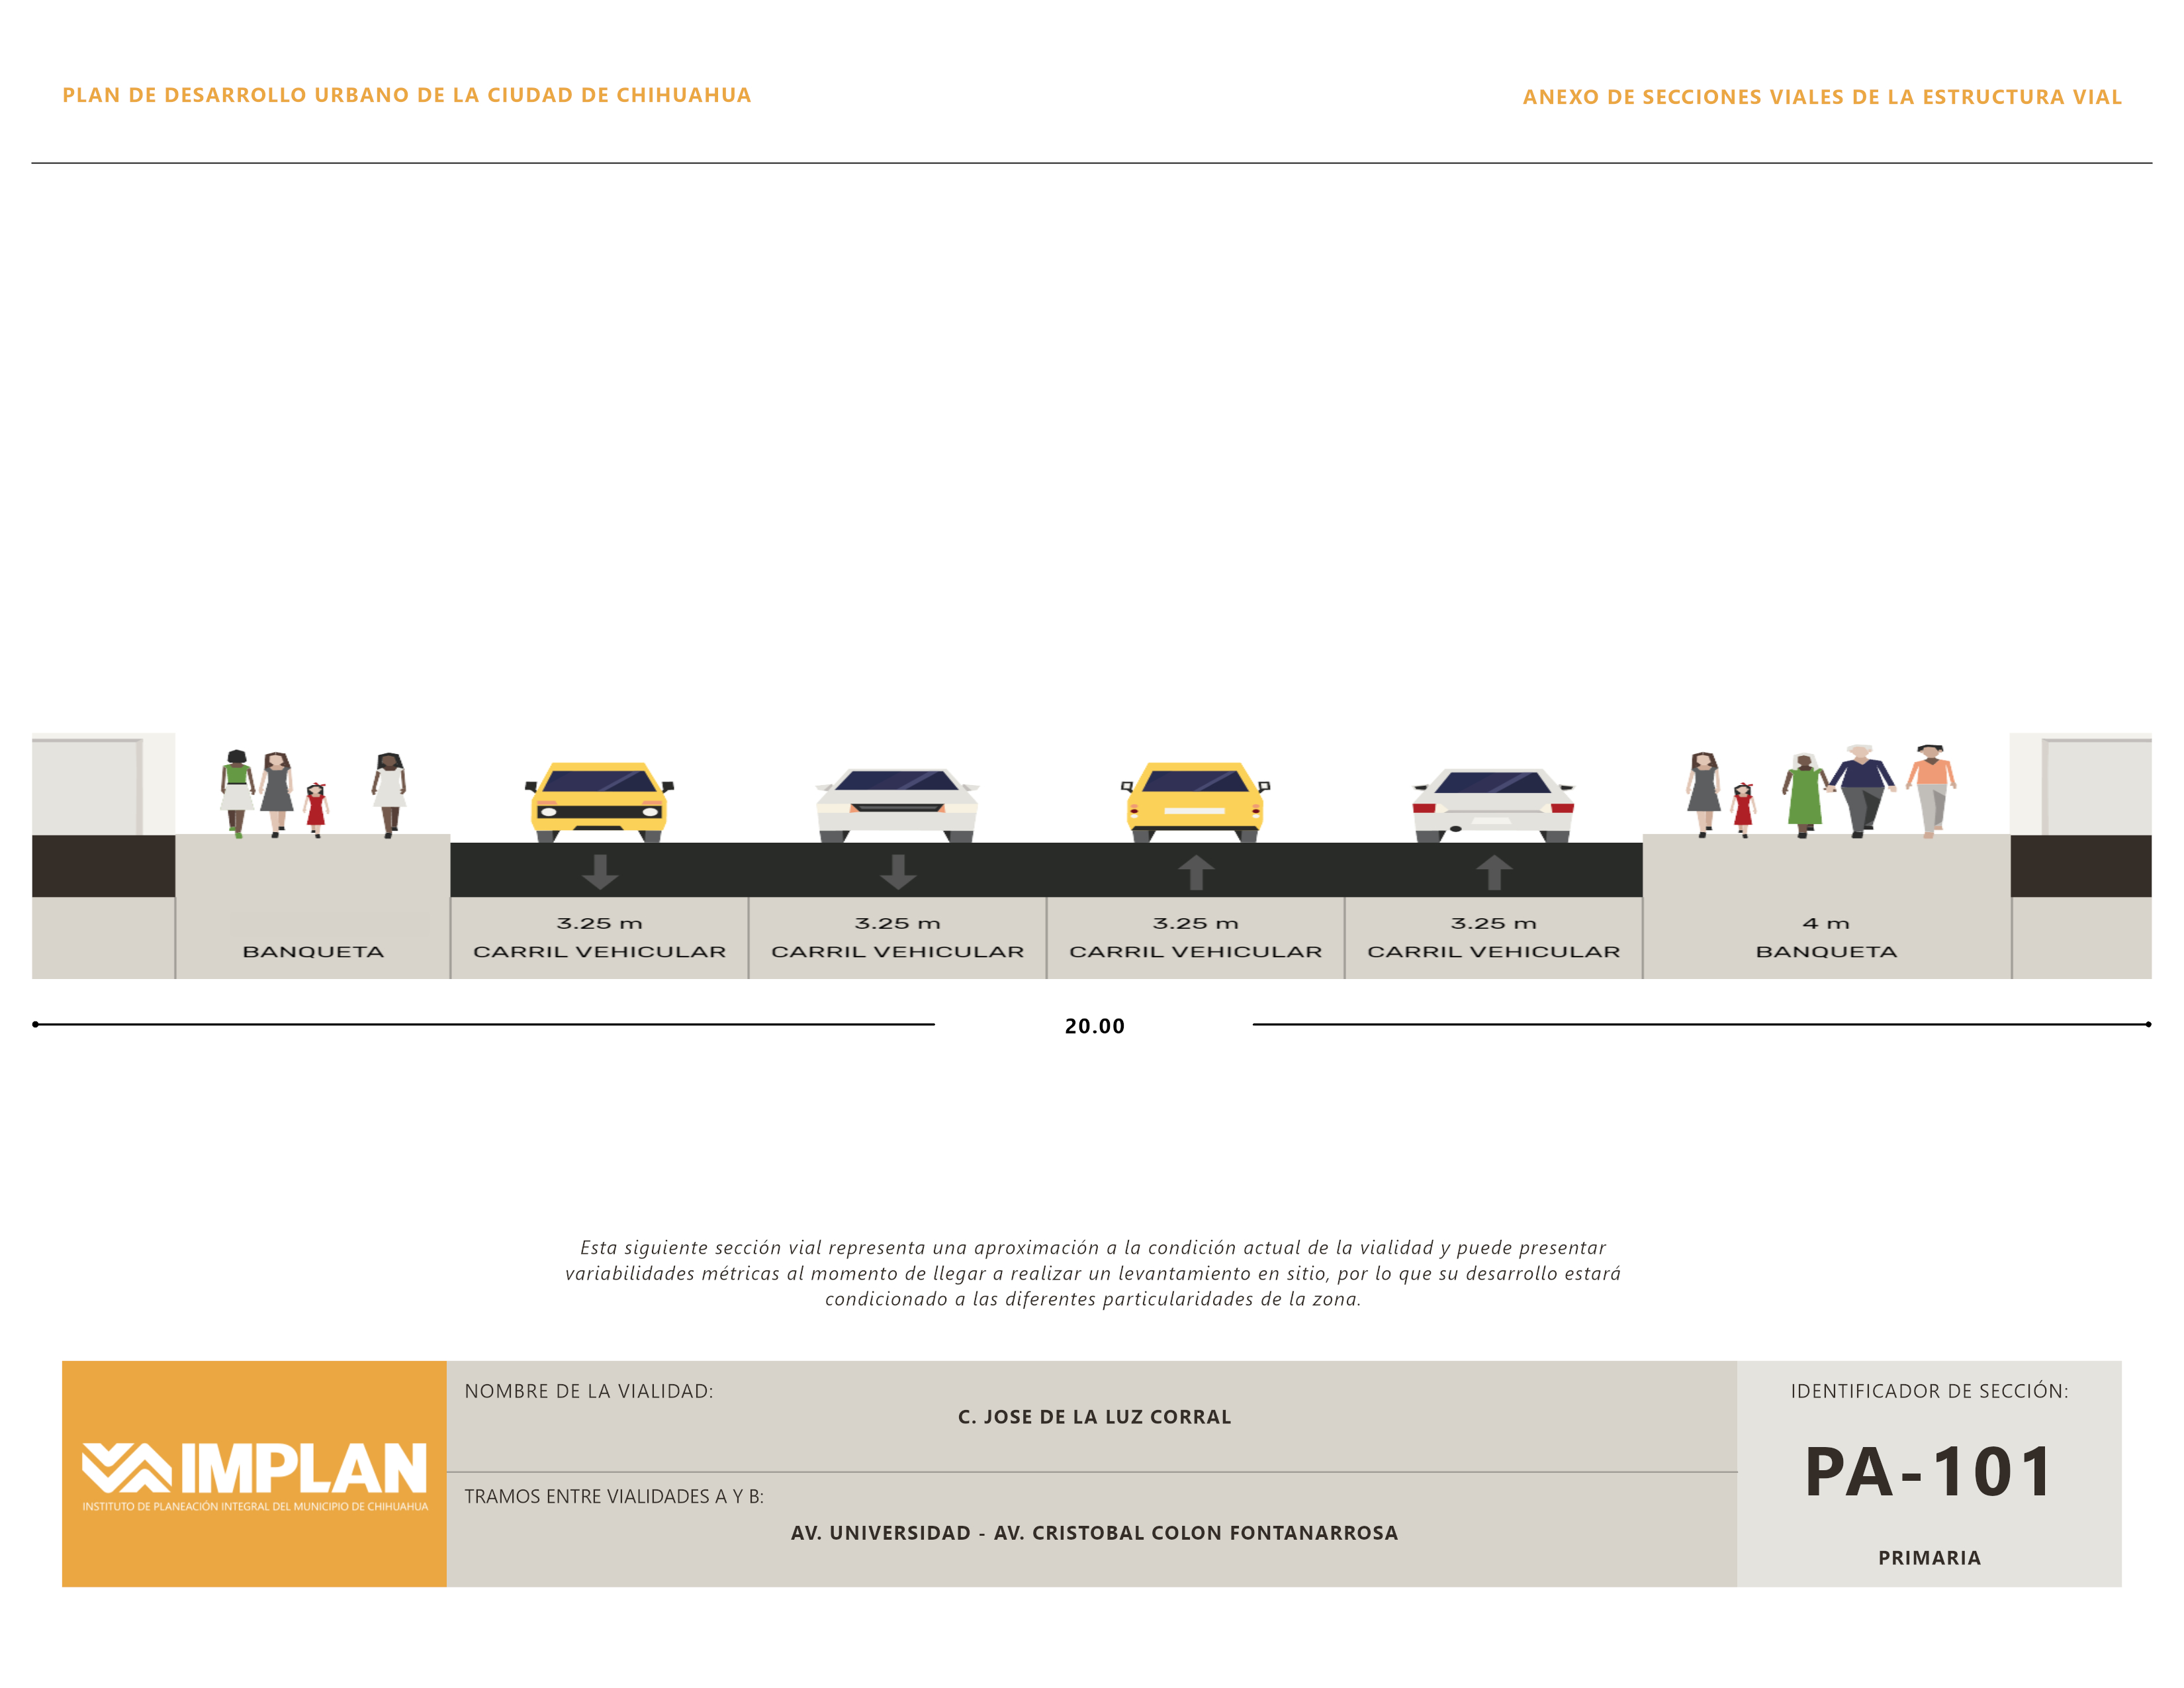 PLAN DE DESARROLLO URBANO DE LA CIUDAD DE CHIHUAHUA
ANEXO DE SECCIONES VIALES DE LA ESTRUCTURA VIAL
BANQUETA
3.25 m
CARRIL VEHICULAR
3.25 m
CARRIL VEHICULAR
3.25 m
CARRIL VEHICULAR
3.25 m
CARRIL VEHICULAR
4 m
BANQUETA
20.00
Esta siguiente sección vial representa una aproximación a la condición actual de la vialidad y puede presentar
variabilidades métricas al momento de llegar a realizar un levantamiento en sitio, por lo que su desarrollo estará
condicionado a las diferentes particularidades de la zona.
IMPLAN
INSTITUTO DE PLANEACIÓN INTEGRAL DEL MUNICIPIO DE CHIHUAHUA
NOMBRE DE LA VIALIDAD:
C. JOSE DE LA LUZ CORRAL
TRAMOS ENTRE VIALIDADES A Y B:
AV. UNIVERSIDAD - AV. CRISTOBAL COLON FONTANARROSA
IDENTIFICADOR DE SECCIÓN:
PA-101
PRIMARIA